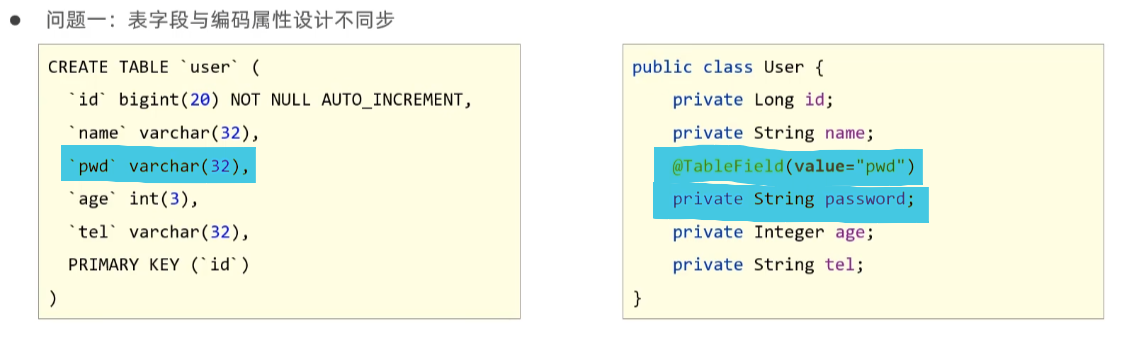 ● 问题一：表字段与编码属性设计不同步
CREATE TABLE `user` (
`id` bigint(20) NOT NULL AUTO_INCREMENT,
`name` varchar(32),
`pwd` varchar(32),
`age` int(3),
`tel` varchar(32),
PRIMARY KEY (`id`)
)
public class User {
private Long id;
private String name;
@TableField(value="pwd")
private String password;
private Integer age;
private String tel;
}